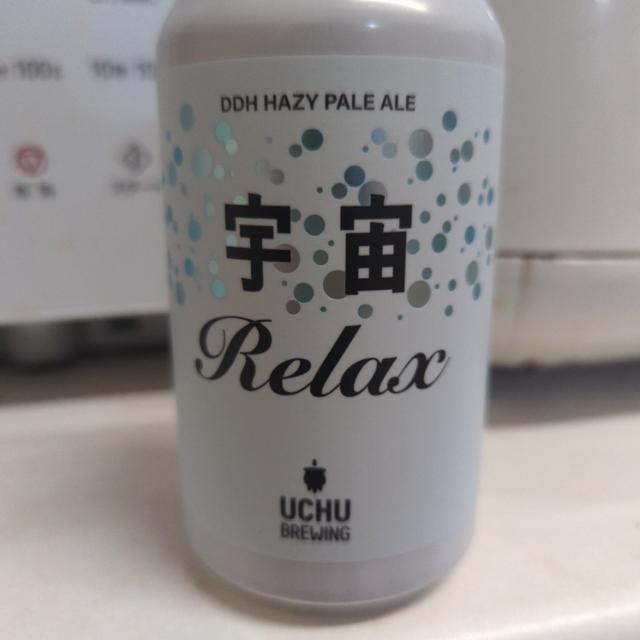 DDH HAZY PALE ALE
宇宙
Relax
UCHU
BREWING